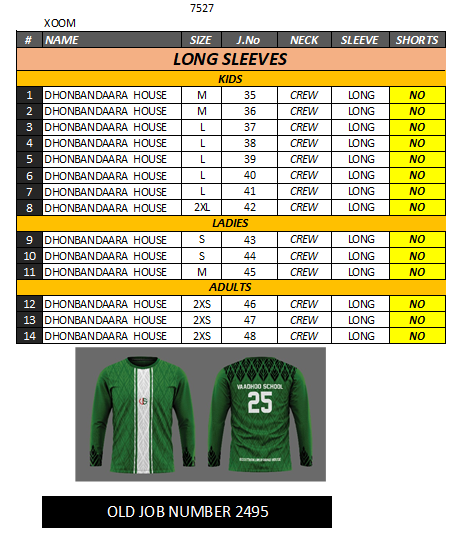 7527
XOOM
# NAME SIZE J.No NECK SLEEVE SHORTS
LONG SLEEVES
KIDS
1 DHONBANDAARA HOUSE M 35 CREW LONG NO
2 DHONBANDAARA HOUSE M 36 CREW LONG NO
3 DHONBANDAARA HOUSE L 37 CREW LONG NO
4 DHONBANDAARA HOUSE L 38 CREW LONG NO
5 DHONBANDAARA HOUSE L 39 CREW LONG NO
6 DHONBANDAARA HOUSE L 40 CREW LONG NO
7 DHONBANDAARA HOUSE L 41 CREW LONG NO
8 DHONBANDAARA HOUSE 2XL 42 CREW LONG NO
LADIES
9 DHONBANDAARA HOUSE S 43 CREW LONG NO
10 DHONBANDAARA HOUSE S 44 CREW LONG NO
11 DHONBANDAARA HOUSE M 45 CREW LONG NO
ADULTS
12 DHONBANDAARA HOUSE 2XS 46 CREW LONG NO
13 DHONBANDAARA HOUSE 2XS 47 CREW LONG NO
14 DHONBANDAARA HOUSE 2XS 48 CREW LONG NO
VAADHOO SCHOOL
25
OLD JOB NUMBER 2495